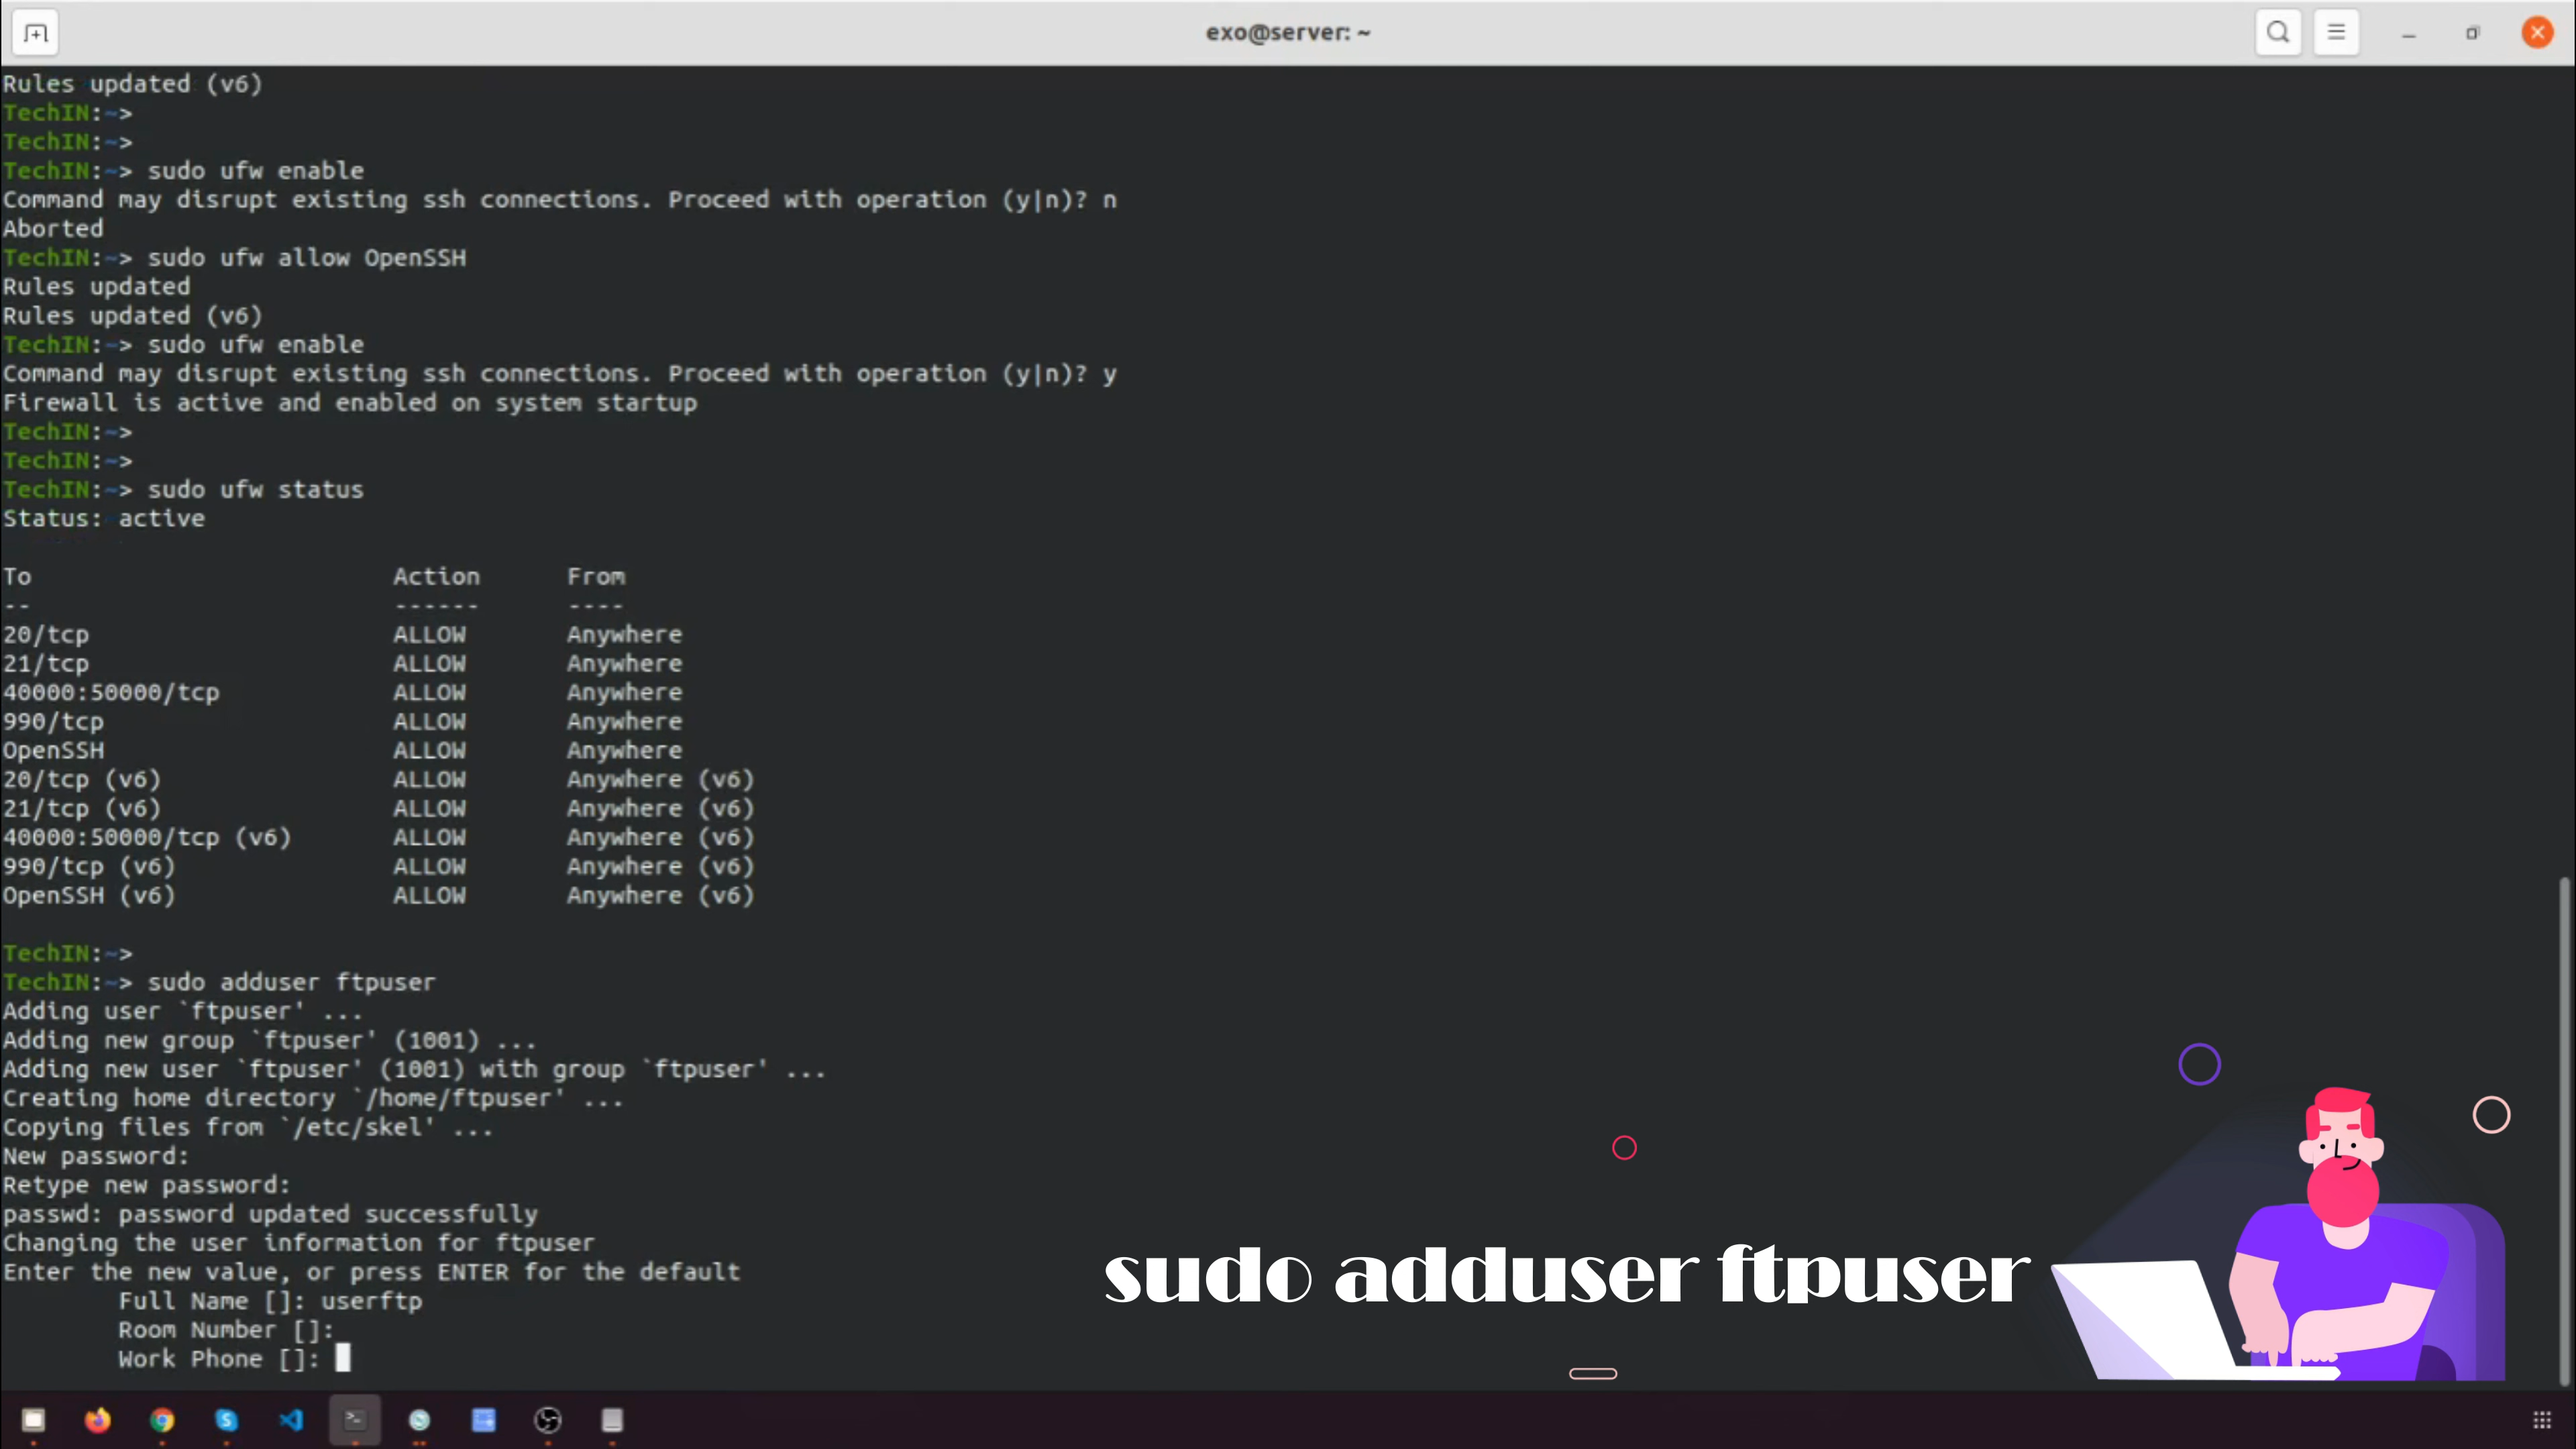 exo@server: ~
Rules updated (v6)
TechIN:~>
TechIN:~>
TechIN:~> sudo ufw enable
Command may disrupt existing ssh connections. Proceed with operation (y|n)? n
Aborted
TechIN:~> sudo ufw allow OpenSSH
Rules updated
Rules updated (v6)
TechIN:~> sudo ufw enable
Command may disrupt existing ssh connections. Proceed with operation (y|n)? y
Firewall is active and enabled on system startup
TechIN:~>
TechIN:~>
TechIN:~> sudo ufw status
Status: active
To                         Action      From
--                         ------      ----
20/tcp                     ALLOW       Anywhere
21/tcp                     ALLOW       Anywhere
40000:50000/tcp            ALLOW       Anywhere
990/tcp                    ALLOW       Anywhere
OpenSSH                    ALLOW       Anywhere
20/tcp (v6)                ALLOW       Anywhere (v6)
21/tcp (v6)                ALLOW       Anywhere (v6)
40000:50000/tcp (v6)       ALLOW       Anywhere (v6)
990/tcp (v6)               ALLOW       Anywhere (v6)
OpenSSH (v6)               ALLOW       Anywhere (v6)
TechIN:~>
TechIN:~> sudo adduser ftpuser
Adding user `ftpuser' ...
Adding new group `ftpuser' (1001) ...
Adding new user `ftpuser' (1001) with group `ftpuser' ...
Creating home directory `/home/ftpuser' ...
Copying files from `/etc/skel' ...
New password:
Retype new password:
passwd: password updated successfully
Changing the user information for ftpuser
Enter the new value, or press ENTER for the default
Full Name []: userftp
Room Number []:
Work Phone []:
sudo adduser ftpuser